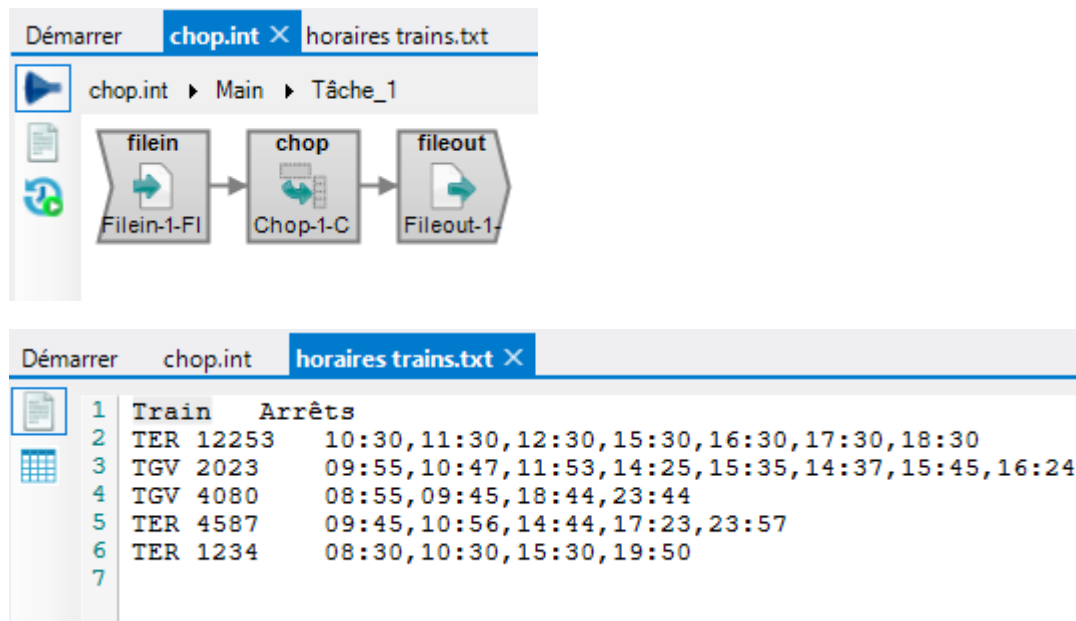 Démarrer chop.int × horaires trains.txt
chop.int ▸ Main ▸ Tâche_1
filein chop fileout
Filein-1-FI Chop-1-C Fileout-1-
Démarrer chop.int horaires trains.txt ×
1 Train Arrêts
2 TER 12253 10:30,11:30,12:30,15:30,16:30,17:30,18:30
3 TGV 2023 09:55,10:47,11:53,14:25,15:35,14:37,15:45,16:24
4 TGV 4080 08:55,09:45,18:44,23:44
5 TER 4587 09:45,10:56,14:44,17:23,23:57
6 TER 1234 08:30,10:30,15:30,19:50
7